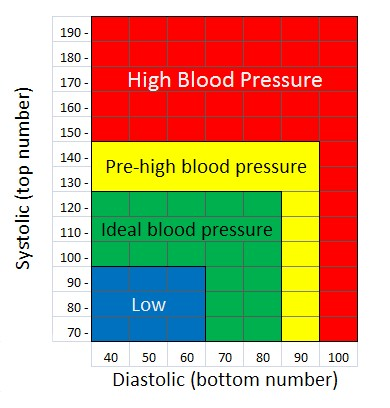 190 -
180 -
High Blood Pressure
170 -
160 -
150 -
140 -
Pre-high blood pressure
130 -
120 -
Ideal blood pressure
110 -
100 -
90 -
Low
80 -
70 -
Systolic (top number)
40 50 60 70 80 90 100
Diastolic (bottom number)